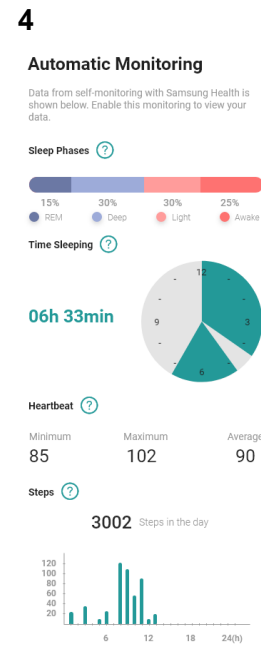 4
Automatic Monitoring
Data from self-monitoring with Samsung Health is
shown below. Enable this monitoring to view your
data.
Sleep Phases ?
15% 30% 30% 25%
REM Deep Light Awake
Time Sleeping ?
12
06h 33min
9 3
6
Heartbeat ?
Minimum Maximum Average
85 102 90
Steps ?
3002 Steps in the day
120
100
80
60
40
20
6 12 18 24(h)